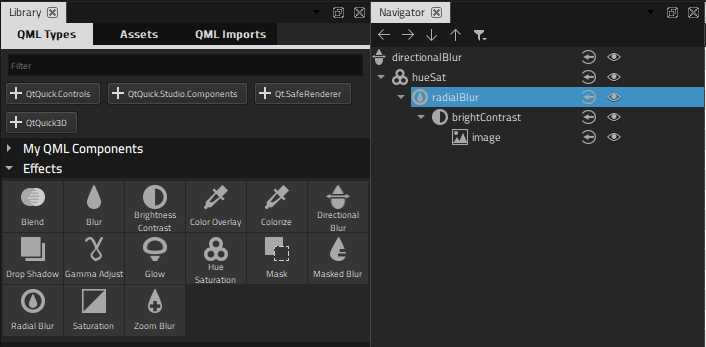 Library
QML Types
Assets
QML Imports
Filter
QtQuick.Controls
QtQuick.Studio.Components
Qt.SafeRenderer
QtQuick3D
My QML Components
Effects
Blend
Blur
Brightness
Contrast
Color Overlay
Colorize
Directional
Blur
Drop Shadow
Gamma Adjust
Glow
Hue
Saturation
Mask
Masked Blur
Radial Blur
Saturation
Zoom Blur
Navigator
directionalBlur
hueSat
radialBlur
brightContrast
image